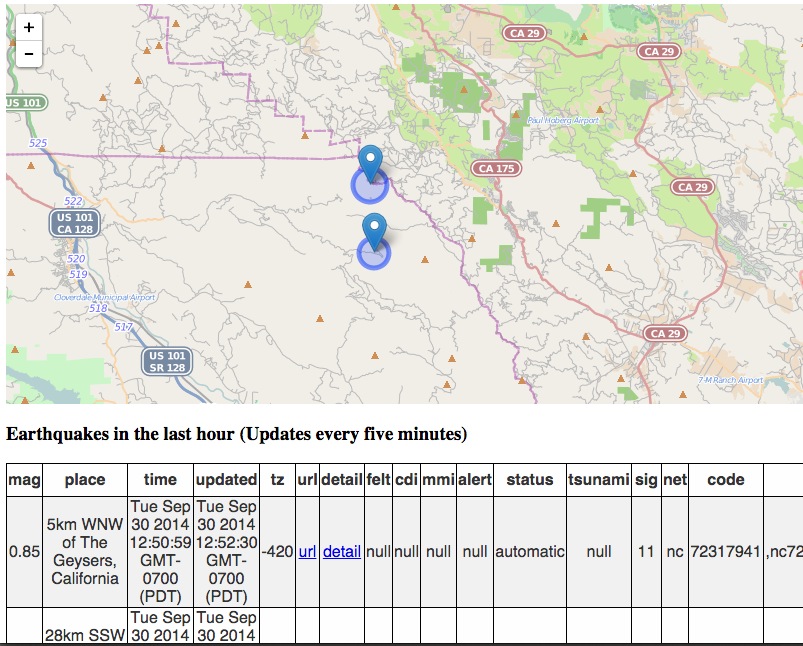 +
CA 29
CA 29
−
US 101
Paul Hoberg Airport
525
CA 175
CA 29
522
US 101
CA 128
520
519
Cloverdale Municipal Airport
518
517
CA 29
US 101
SR 128
7-M Ranch Airport
Earthquakes in the last hour (Updates every five minutes)
mag place time updated tz url detail felt cdi mmi alert status tsunami sig net code
0.85 5km WNW of The Geysers, California Tue Sep 30 2014 12:50:59 GMT-0700 (PDT) Tue Sep 30 2014 12:52:30 GMT-0700 (PDT) -420 url detail null null null null automatic null 11 nc 72317941 ,nc72
28km SSW Tue Sep 30 2014 Tue Sep 30 2014